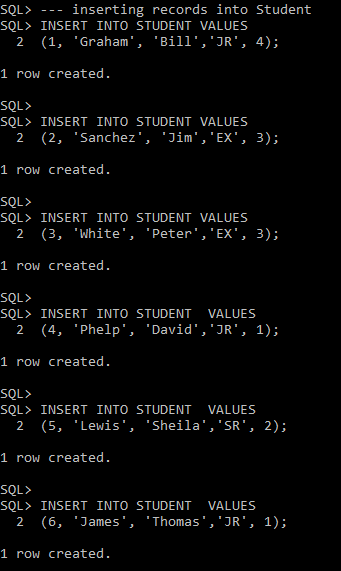 SQL> --- inserting records into Student
SQL> INSERT INTO STUDENT VALUES
  2  (1, 'Graham', 'Bill','JR', 4);
1 row created.
SQL>
SQL> INSERT INTO STUDENT VALUES
  2  (2, 'Sanchez', 'Jim','EX', 3);
1 row created.
SQL>
SQL> INSERT INTO STUDENT VALUES
  2  (3, 'White', 'Peter','EX', 3);
1 row created.
SQL>
SQL> INSERT INTO STUDENT  VALUES
  2  (4, 'Phelp', 'David','JR', 1);
1 row created.
SQL>
SQL> INSERT INTO STUDENT  VALUES
  2  (5, 'Lewis', 'Sheila','SR', 2);
1 row created.
SQL>
SQL> INSERT INTO STUDENT  VALUES
  2  (6, 'James', 'Thomas','JR', 1);
1 row created.